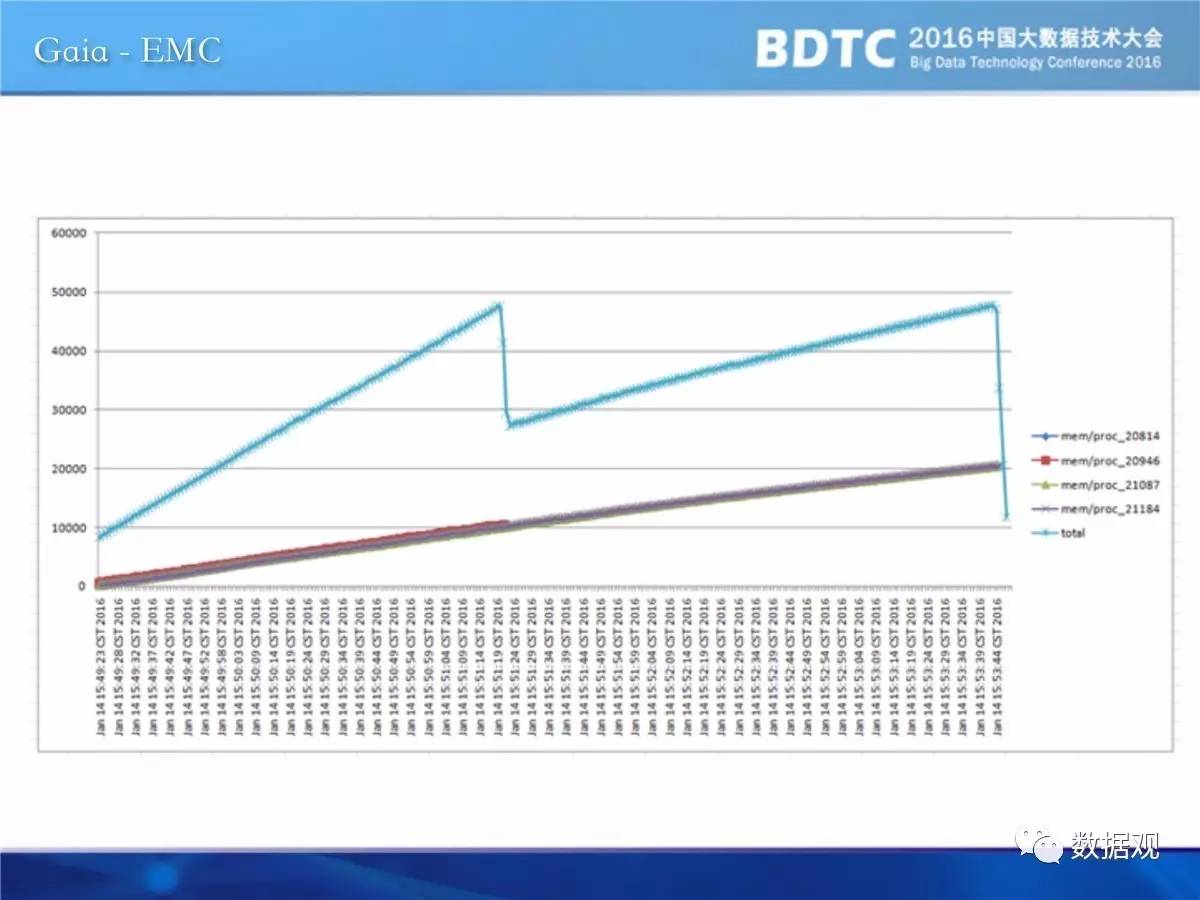 Gaia - EMC
BDTC 2016中国大数据技术大会
Big Data Technology Conference 2016
60000
50000
40000
30000
20000
10000
0
mem/proc_20814
mem/proc_20946
mem/proc_21087
mem/proc_21184
total
Jan 14 15:49:23 CST 2016
Jan 14 15:49:28 CST 2016
Jan 14 15:49:32 CST 2016
Jan 14 15:49:37 CST 2016
Jan 14 15:49:42 CST 2016
Jan 14 15:49:47 CST 2016
Jan 14 15:49:52 CST 2016
Jan 14 15:49:58 CST 2016
Jan 14 15:50:03 CST 2016
Jan 14 15:50:09 CST 2016
Jan 14 15:50:14 CST 2016
Jan 14 15:50:19 CST 2016
Jan 14 15:50:24 CST 2016
Jan 14 15:50:29 CST 2016
Jan 14 15:50:34 CST 2016
Jan 14 15:50:39 CST 2016
Jan 14 15:50:44 CST 2016
Jan 14 15:50:49 CST 2016
Jan 14 15:50:54 CST 2016
Jan 14 15:50:59 CST 2016
Jan 14 15:51:04 CST 2016
Jan 14 15:51:09 CST 2016
Jan 14 15:51:14 CST 2016
Jan 14 15:51:19 CST 2016
Jan 14 15:51:24 CST 2016
Jan 14 15:51:29 CST 2016
Jan 14 15:51:34 CST 2016
Jan 14 15:51:39 CST 2016
Jan 14 15:51:44 CST 2016
Jan 14 15:51:49 CST 2016
Jan 14 15:51:54 CST 2016
Jan 14 15:51:59 CST 2016
Jan 14 15:52:04 CST 2016
Jan 14 15:52:09 CST 2016
Jan 14 15:52:14 CST 2016
Jan 14 15:52:19 CST 2016
Jan 14 15:52:24 CST 2016
Jan 14 15:52:29 CST 2016
Jan 14 15:52:34 CST 2016
Jan 14 15:52:39 CST 2016
Jan 14 15:52:44 CST 2016
Jan 14 15:52:49 CST 2016
Jan 14 15:52:54 CST 2016
Jan 14 15:52:59 CST 2016
Jan 14 15:53:04 CST 2016
Jan 14 15:53:09 CST 2016
Jan 14 15:53:14 CST 2016
Jan 14 15:53:19 CST 2016
Jan 14 15:53:24 CST 2016
Jan 14 15:53:29 CST 2016
Jan 14 15:53:34 CST 2016
Jan 14 15:53:39 CST 2016
Jan 14 15:53:44 CST 2016
数据观